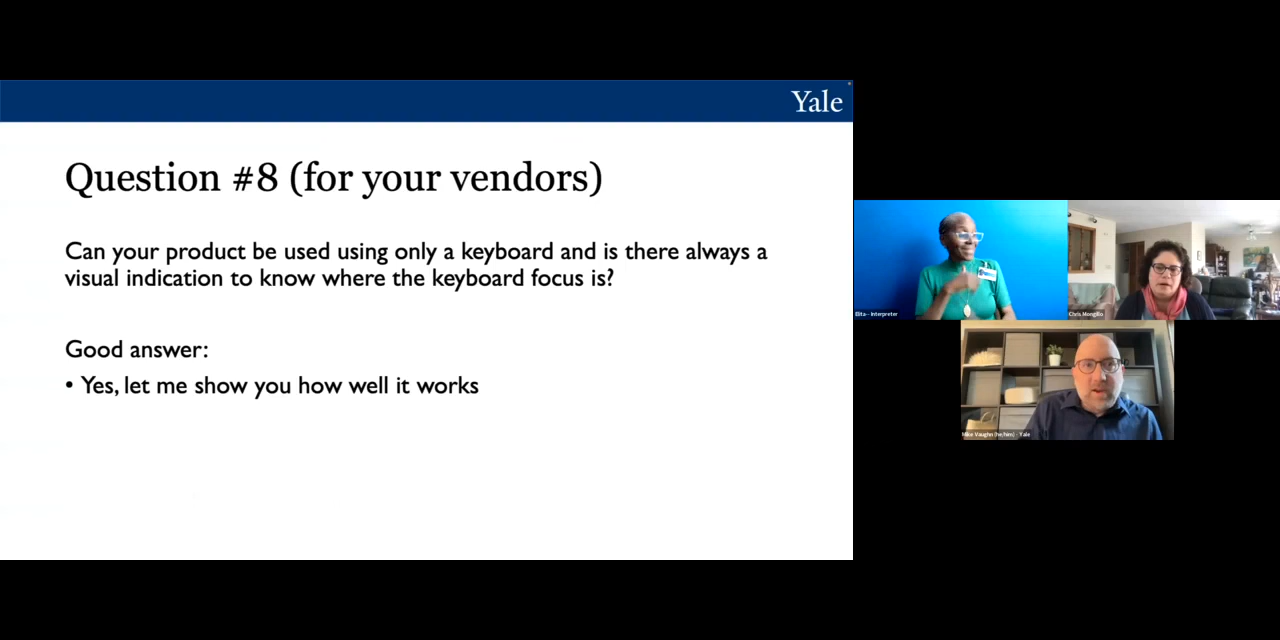 Yale
Question #8 (for your vendors)
Can your product be used using only a keyboard and is there always a
visual indication to know where the keyboard focus is?
Good answer:
• Yes, let me show you how well it works
Elita - Interpreter
Chris Mongillo
Mike Vaughn (he/him) - Yale